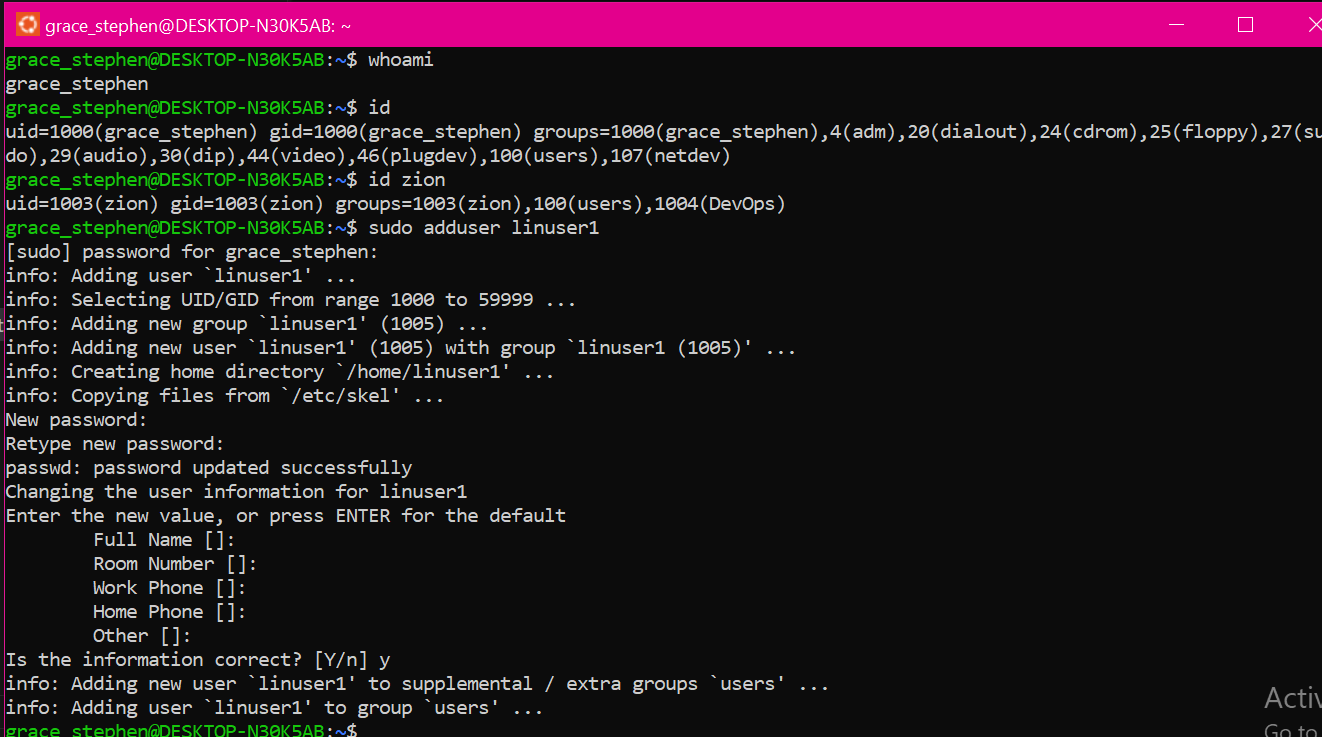 grace_stephen@DESKTOP-N30K5AB: ~
grace_stephen@DESKTOP-N30K5AB:~$ whoami
grace_stephen
grace_stephen@DESKTOP-N30K5AB:~$ id
uid=1000(grace_stephen) gid=1000(grace_stephen) groups=1000(grace_stephen),4(adm),20(dialout),24(cdrom),25(floppy),27(su
do),29(audio),30(dip),44(video),46(plugdev),100(users),107(netdev)
grace_stephen@DESKTOP-N30K5AB:~$ id zion
uid=1003(zion) gid=1003(zion) groups=1003(zion),100(users),1004(DevOps)
grace_stephen@DESKTOP-N30K5AB:~$ sudo adduser linuser1
[sudo] password for grace_stephen:
info: Adding user `linuser1' ...
info: Selecting UID/GID from range 1000 to 59999 ...
info: Adding new group `linuser1' (1005) ...
info: Adding new user `linuser1' (1005) with group `linuser1 (1005)' ...
info: Creating home directory `/home/linuser1' ...
info: Copying files from `/etc/skel' ...
New password:
Retype new password:
passwd: password updated successfully
Changing the user information for linuser1
Enter the new value, or press ENTER for the default
Full Name []:
Room Number []:
Work Phone []:
Home Phone []:
Other []:
Is the information correct? [Y/n] y
info: Adding new user `linuser1' to supplemental / extra groups `users' ...
info: Adding user `linuser1' to group `users' ...
grace_stephen@DESKTOP-N30K5AB:~$
Activ
Go to